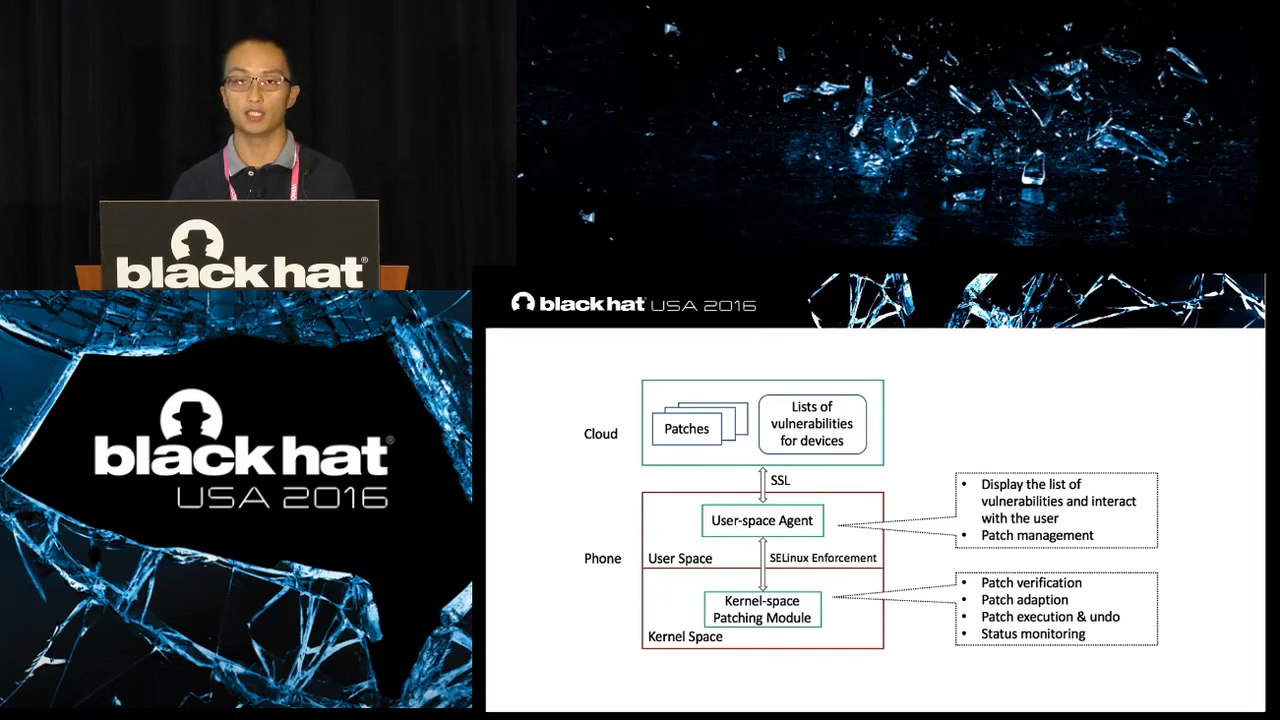 black hat®
black hat®
USA 2016
black hat USA 2016
Cloud
Patches
Lists of
vulnerabilities
for devices
SSL
Phone
User-space Agent
User Space
SELinux Enforcement
Kernel-space
Patching Module
Kernel Space
• Display the list of
vulnerabilities and interact
with the user
• Patch management
• Patch verification
• Patch adaption
• Patch execution & undo
• Status monitoring